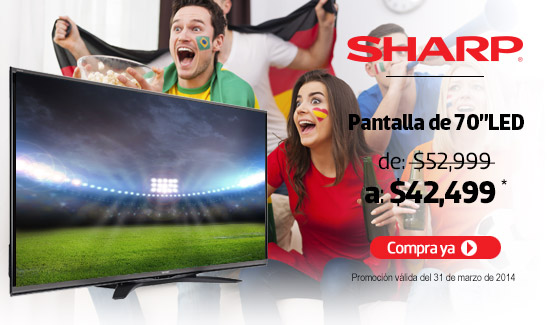 SHARP
Pantalla de 70"LED
de: $52,999
a: $42,499 *
Compra ya
Promoción válida del 31 de marzo de 2014